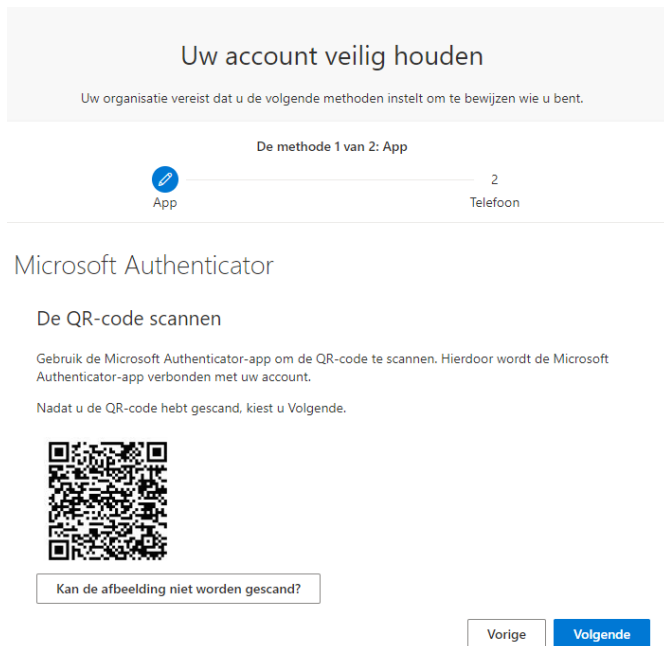 Uw account veilig houden
Uw organisatie vereist dat u de volgende methoden instelt om te bewijzen wie u bent.
De methode 1 van 2: App
2
App
Telefoon
Microsoft Authenticator
De QR-code scannen
Gebruik de Microsoft Authenticator-app om de QR-code te scannen. Hierdoor wordt de Microsoft
Authenticator-app verbonden met uw account.
Nadat u de QR-code hebt gescand, kiest u Volgende.
Kan de afbeelding niet worden gescand?
Vorige
Volgende